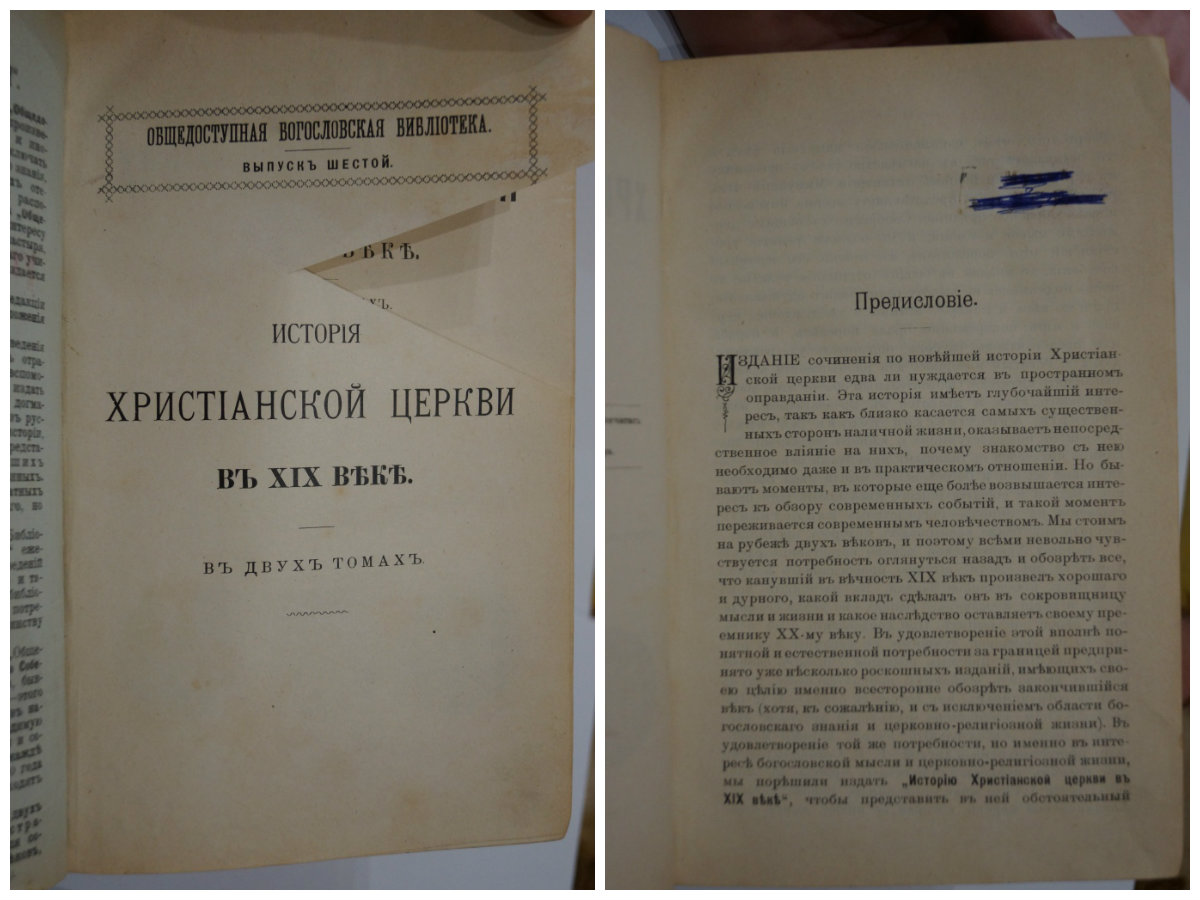 ОБЩЕДОСТУПНАЯ БОГОСЛОВСКАЯ БИБЛІОТЕКА.
ВЫПУСКЪ ШЕСТОЙ.
ВѢКѢ.
ИСТОРІЯ
ХРИСТІАНСКОЙ ЦЕРКВИ
ВЪ XIX ВѢКѢ.
ВЪ ДВУХЪ ТОМАХЪ.
Предисловіе.
ИЗДАНІЕ сочиненія по новѣйшей исторіи Христіан-
ской церкви едва ли нуждается въ пространномъ
оправданіи. Эта исторія имѣетъ глубочайшій инте-
ресъ, такъ какъ близко касается самыхъ существен-
ныхъ сторонъ наличной жизни, оказываетъ непосред-
ственное вліяніе на нихъ, почему знакомство съ нею
необходимо даже и въ практическомъ отношеніи. Но бы-
ваютъ моменты, въ которые еще болѣе возвышается инте-
ресъ къ обзору современныхъ событій, и такой моментъ
переживается современнымъ человѣчествомъ. Мы стоимъ
на рубежѣ двухъ вѣковъ, и поэтому всѣми невольно чув-
ствуется потребность оглянуться назадъ и обозрѣть все,
что канувшій въ вѣчность XIX вѣкъ произвелъ хорошаго
и дурного, какой вкладъ сдѣлалъ онъ въ сокровищницу
мысли и жизни и какое наслѣдство оставляетъ своему пре-
емнику XX-му вѣку. Въ удовлетвореніе этой вполнѣ по-
нятной и естественной потребности за границей предпри-
нято уже нѣсколько роскошныхъ изданій, имѣющихъ сво-
ею цѣлію именно всесторонне обозрѣть закончившійся
вѣкъ (хотя, къ сожалѣнію, и съ исключеніемъ области бо-
гословскаго знанія и церковно-религіозной жизни). Въ
удовлетвореніе той же потребности, но именно въ инте-
ресѣ богословской мысли и церковно-религіозной жизни,
мы порѣшили издать „Исторію Христіанской церкви въ
XIX вѣкѣ“, чтобы представить въ ней обстоятельный